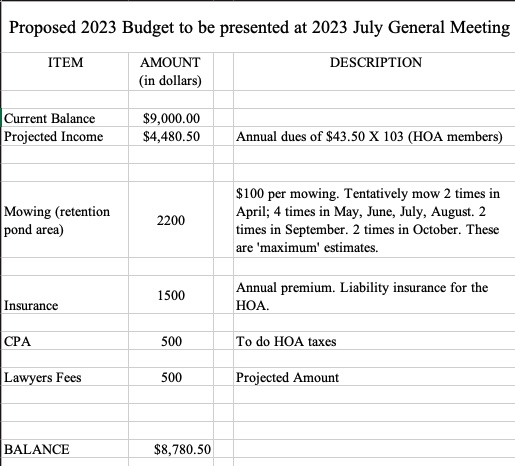 Proposed 2023 Budget to be presented at 2023 July General Meeting
ITEM AMOUNT DESCRIPTION
(in dollars)
Current Balance $9,000.00
Projected Income $4,480.50 Annual dues of $43.50 X 103 (HOA members)
Mowing (retention
pond area)
2200
$100 per mowing. Tentatively mow 2 times in
April; 4 times in May, June, July, August. 2
times in September. 2 times in October. These
are 'maximum' estimates.
Insurance
1500
Annual premium. Liability insurance for the
HOA.
CPA 500 To do HOA taxes
Lawyers Fees 500 Projected Amount
BALANCE $8,780.50